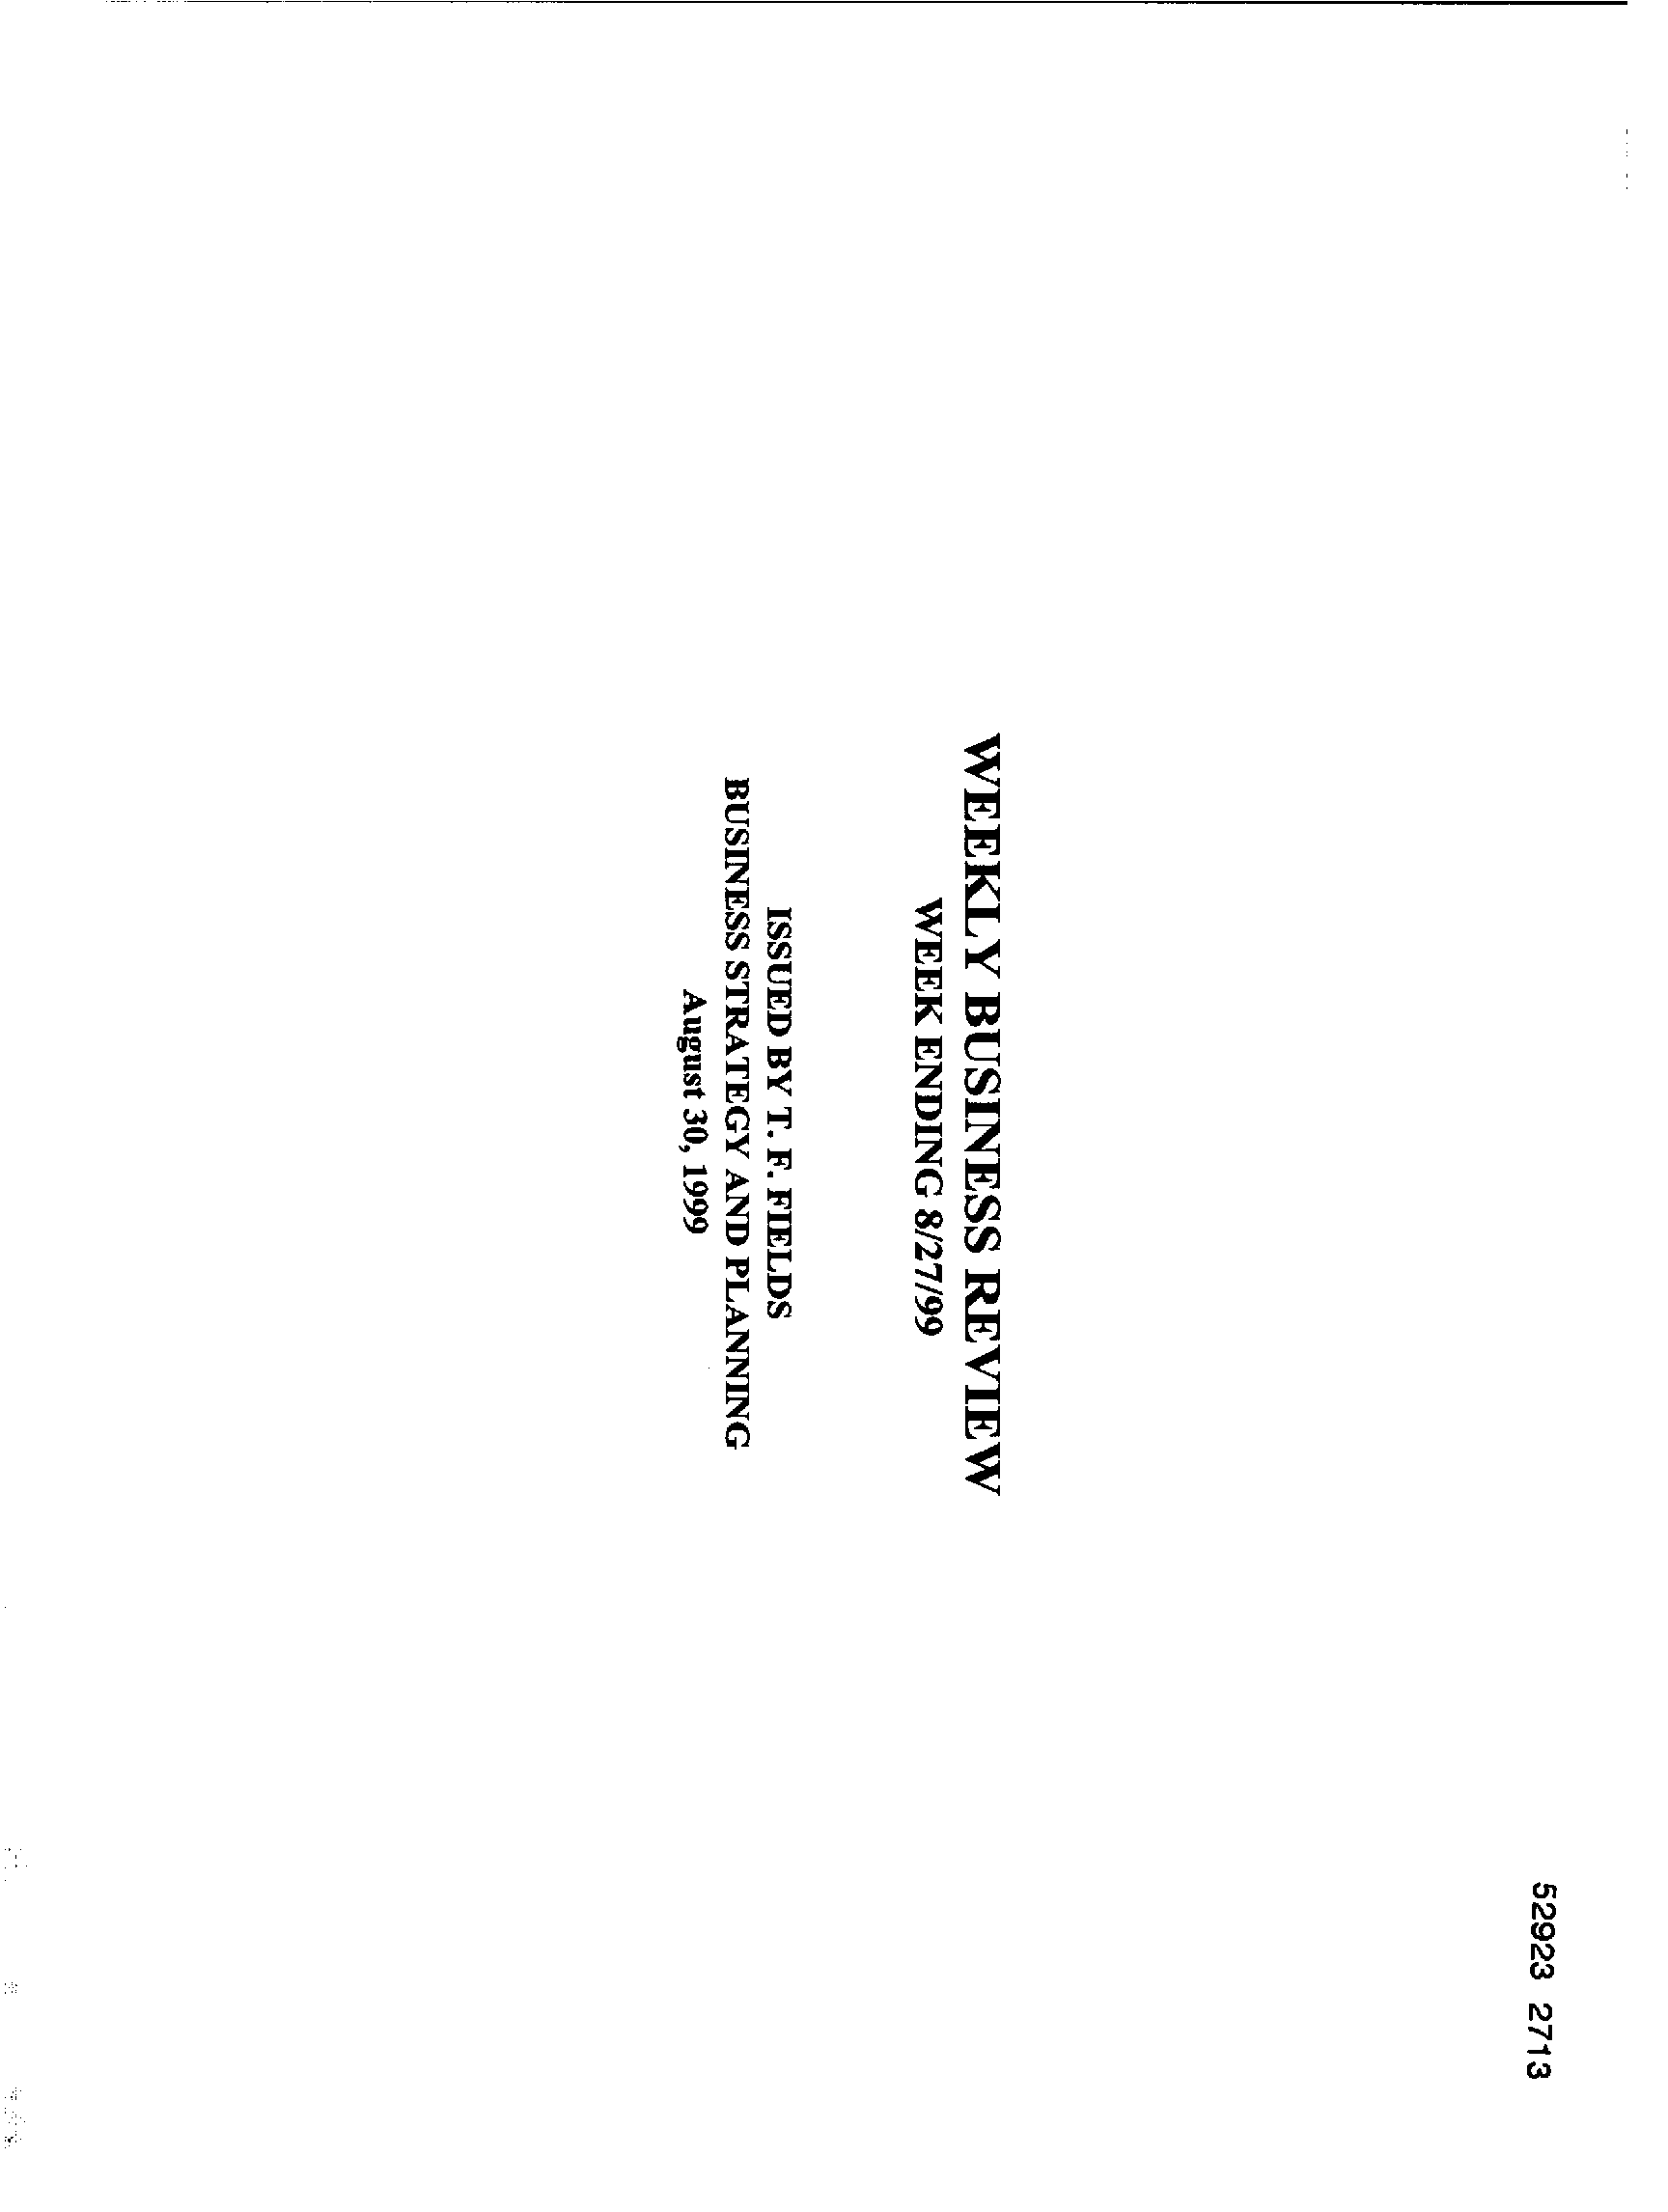 52923 2713
WEEKLY BUSINESS REVIEW
WEEK ENDING 8/27/99
ISSUED BY T. F. FIELDS
BUSINESS STRATEGY AND PLANNING
August 30, 1999